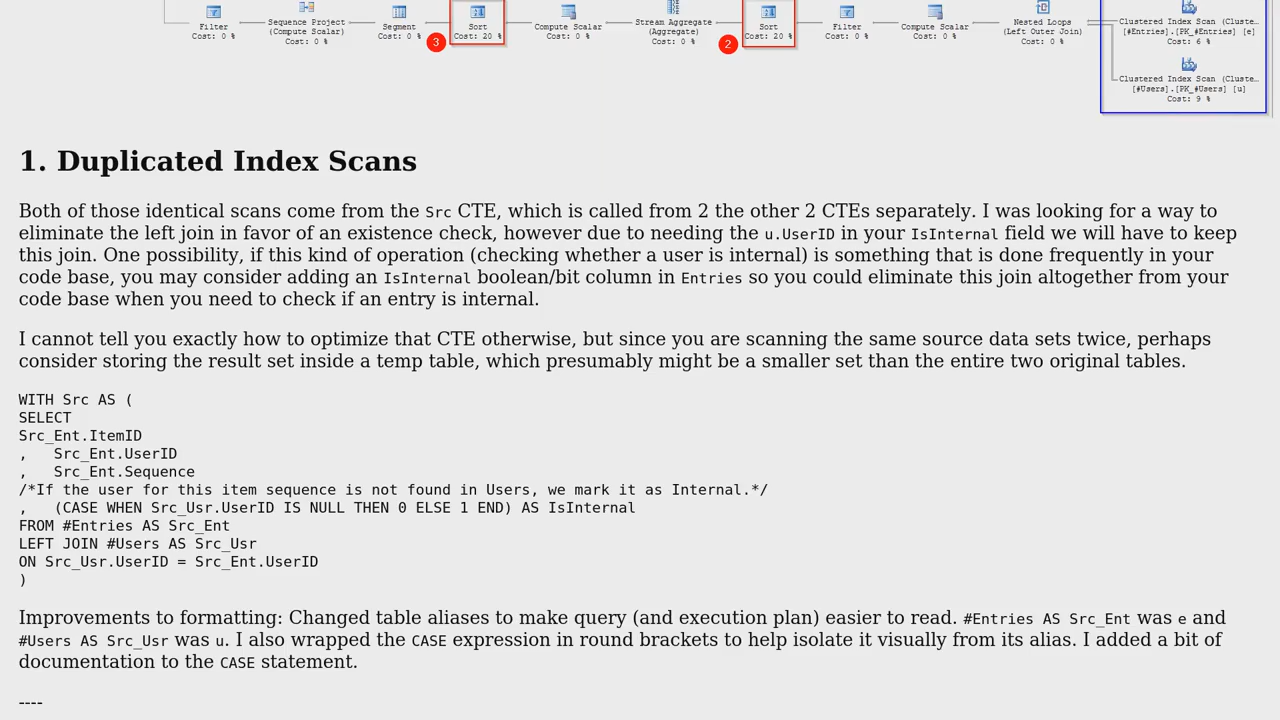 Filter
Cost: 0 %
Sequence Project
(Compute Scalar)
Cost: 0 %
Segment
Cost: 0 %
3
Sort
Cost: 20 %
Compute Scalar
Cost: 0 %
Stream Aggregate
(Aggregate)
Cost: 0 %
2
Sort
Cost: 20 %
Filter
Cost: 0 %
Compute Scalar
Cost: 0 %
Nested Loops
(Left Outer Join)
Cost: 0 %
Clustered Index Scan (Cluste…
[#Entries].[PK_#Entries] [e]
Cost: 6 %
Clustered Index Scan (Cluste…
[#Users].[PK_#Users] [u]
Cost: 9 %
1. Duplicated Index Scans
Both of those identical scans come from the Src CTE, which is called from 2 the other 2 CTEs separately. I was looking for a way to
eliminate the left join in favor of an existence check, however due to needing the u.UserID in your IsInternal field we will have to keep
this join. One possibility, if this kind of operation (checking whether a user is internal) is something that is done frequently in your
code base, you may consider adding an IsInternal boolean/bit column in Entries so you could eliminate this join altogether from your
code base when you need to check if an entry is internal.
I cannot tell you exactly how to optimize that CTE otherwise, but since you are scanning the same source data sets twice, perhaps
consider storing the result set inside a temp table, which presumably might be a smaller set than the entire two original tables.
WITH Src AS (
SELECT
Src_Ent.ItemID
,   Src_Ent.UserID
,   Src_Ent.Sequence
/*If the user for this item sequence is not found in Users, we mark it as Internal.*/
,   (CASE WHEN Src_Usr.UserID IS NULL THEN 0 ELSE 1 END) AS IsInternal
FROM #Entries AS Src_Ent
LEFT JOIN #Users AS Src_Usr
ON Src_Usr.UserID = Src_Ent.UserID
)
Improvements to formatting: Changed table aliases to make query (and execution plan) easier to read. #Entries AS Src_Ent was e and
#Users AS Src_Usr was u. I also wrapped the CASE expression in round brackets to help isolate it visually from its alias. I added a bit of
documentation to the CASE statement.
----